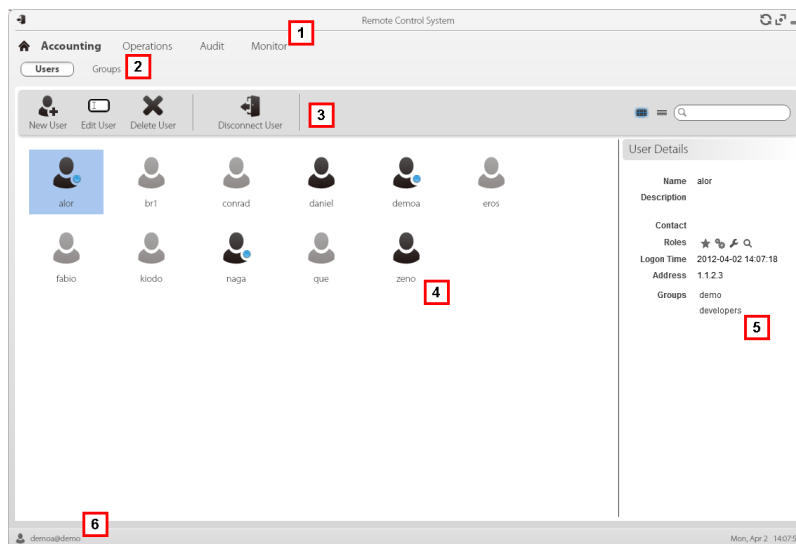 Remote Control System
1
Accounting Operations Audit Monitor
Users Groups 2
New User Edit User Delete User Disconnect User 3
User Details
alor br1 conrad daniel demoa eros
fabio kiodo naga que zeno
4
Name alor
Description
Contact
Roles
Logon Time 2012-04-02 14:07:18
Address 1.1.2.3
Groups demo
developers
5
6
demoa@demo
Mon, Apr 2